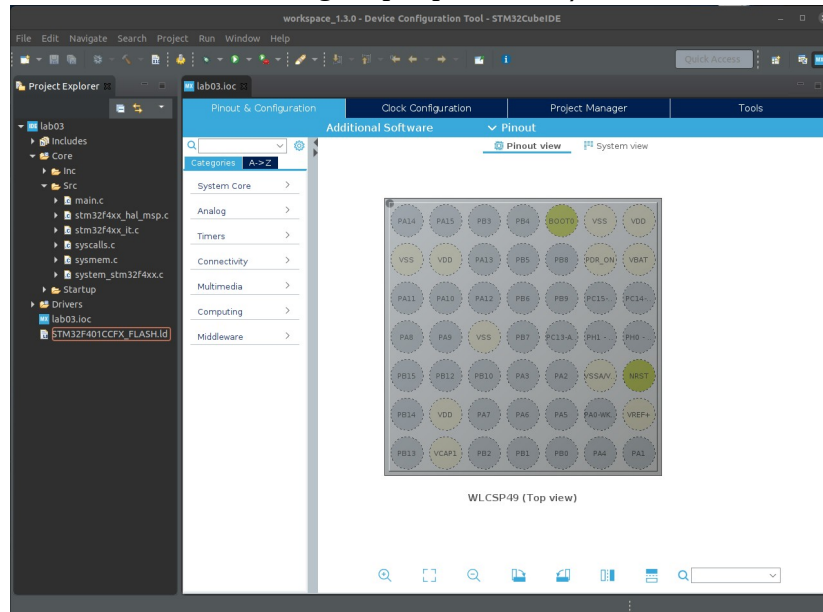 workspace_1.3.0 - Device Configuration Tool - STM32CubeIDE
File Edit Navigate Search Project Run Window Help
Quick Access
Project Explorer
lab03.ioc
Pinout & Configuration
Clock Configuration
Project Manager
Tools
Additional Software
Pinout
Pinout view
System view
lab03
Includes
Core
Inc
Src
main.c
stm32f4xx_hal_msp.c
stm32f4xx_it.c
syscalls.c
sysmem.c
system_stm32f4xx.c
Startup
Drivers
lab03.ioc
STM32F401CCFX_FLASH.ld
Categories A->Z
System Core
Analog
Timers
Connectivity
Multimedia
Computing
Middleware
PA14 PA15 PB3 PB4 BOOT0 VSS VDD
VSS VDD PA13 PB5 PB8 PDR_ON VBAT
PA11 PA10 PA12 PB6 PB9 PC15-.. PC14-..
PA8 PA9 VSS PB7 PC13-A.. PH1 -.. PH0 -..
PB15 PB12 PB10 PA3 PA2 VSSA/V.. NRST
PB14 VDD PA7 PA6 PA5 PA0-WK.. VREF+
PB13 VCAP1 PB2 PB1 PB0 PA4 PA1
WLCSP49 (Top view)